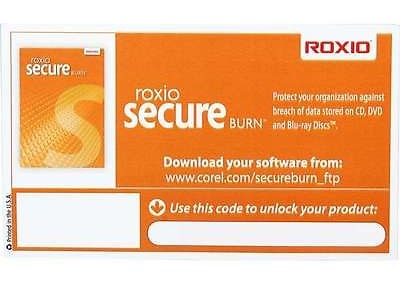 ROXIO
roxio
secure BURN™
roxio
secure BURN™
Protect your organization against
breach of data stored on CD, DVD
and Blu-ray Discs™.
Download your software from:
www.corel.com/secureburn_ftp
Use this code to unlock your product:
Printed in the U.S.A